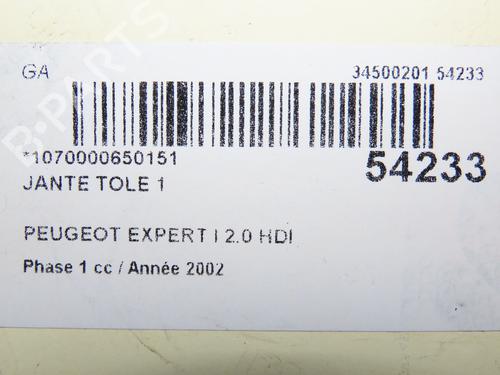 GA
34500201 54233
*1070000650151
54233
JANTE TOLE 1
PEUGEOT EXPERT I 2.0 HDI
Phase 1 cc / Année 2002
B-PARTS